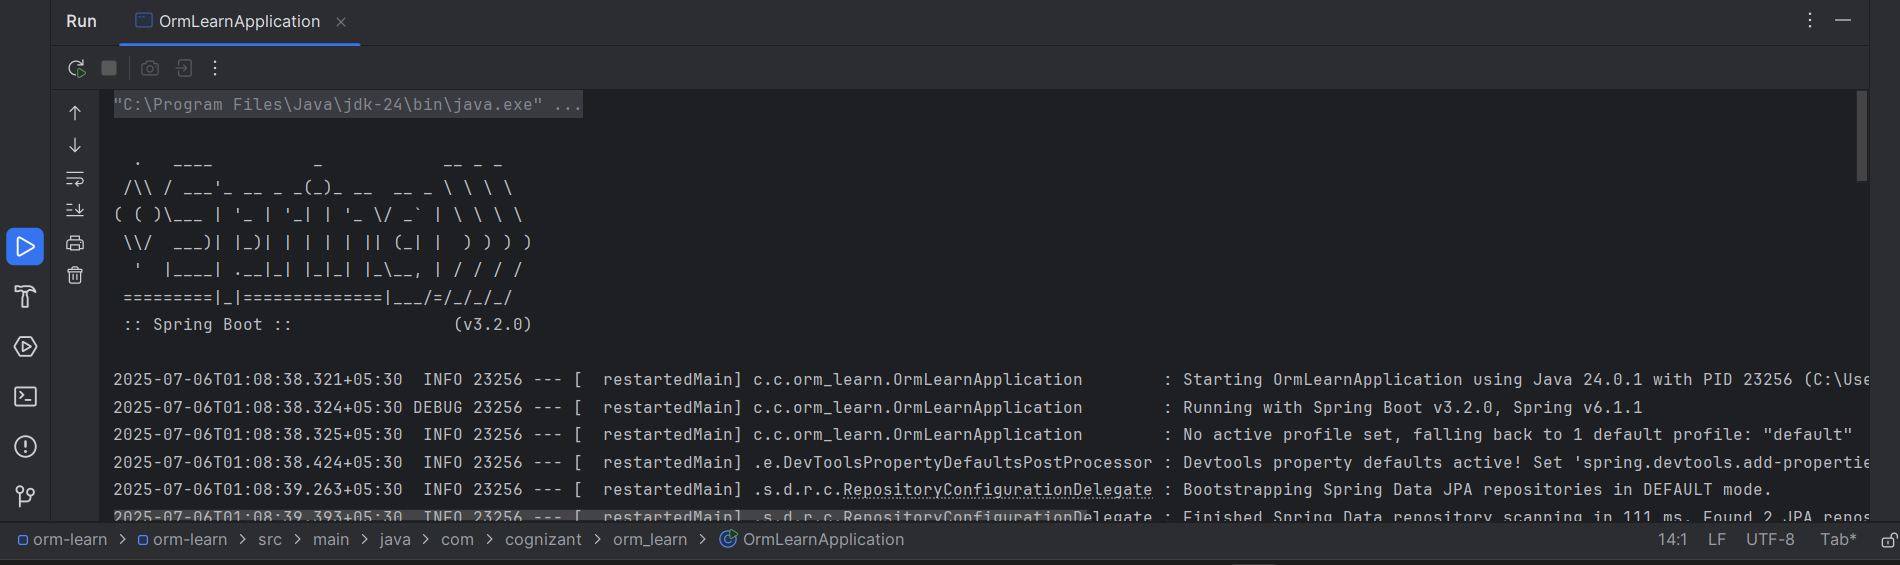 Run OrmLearnApplication
"C:\Program Files\Java\jdk-24\bin\java.exe" ...
  .   ____          _            __ _ _
 /\\ / ___'_ __ _ _(_)_ __  __ _ \ \ \ \
( ( )\___ | '_ | '_| | '_ \/ _` | \ \ \ \
 \\/  ___)| |_)| | | | | || (_| |  ) ) ) )
  '  |____| .__|_| |_|_| |_\__, | / / / /
 =========|_|==============|___/=/_/_/_/
 :: Spring Boot ::                (v3.2.0)
2025-07-06T01:08:38.321+05:30  INFO 23256 --- [  restartedMain] c.c.orm_learn.OrmLearnApplication        : Starting OrmLearnApplication using Java 24.0.1 with PID 23256 (C:\Use
2025-07-06T01:08:38.324+05:30 DEBUG 23256 --- [  restartedMain] c.c.orm_learn.OrmLearnApplication        : Running with Spring Boot v3.2.0, Spring v6.1.1
2025-07-06T01:08:38.325+05:30  INFO 23256 --- [  restartedMain] c.c.orm_learn.OrmLearnApplication        : No active profile set, falling back to 1 default profile: "default"
2025-07-06T01:08:38.424+05:30  INFO 23256 --- [  restartedMain] .e.DevToolsPropertyDefaultsPostProcessor : Devtools property defaults active! Set 'spring.devtools.add-propertie
2025-07-06T01:08:39.263+05:30  INFO 23256 --- [  restartedMain] .s.d.r.c.RepositoryConfigurationDelegate : Bootstrapping Spring Data JPA repositories in DEFAULT mode.
2025-07-06T01:08:39.393+05:30  INFO 23256 --- [  restartedMain] .s.d.r.c.RepositoryConfigurationDelegate : Finished Spring Data repository scanning in 111 ms. Found 2 JPA repos
orm-learn > orm-learn > src > main > java > com > cognizant > orm_learn > OrmLearnApplication 14:1 LF UTF-8 Tab*